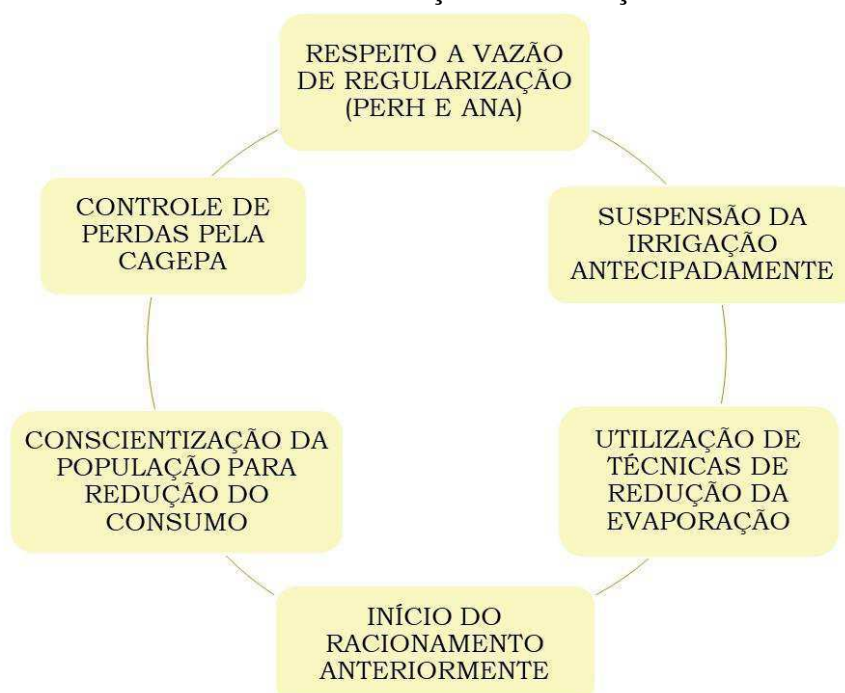 RESPEITO A VAZÃO
DE REGULARIZAÇÃO
(PERH E ANA)
SUSPENSÃO DA
IRRIGAÇÃO
ANTECIPADAMENTE
UTILIZAÇÃO DE
TÉCNICAS DE
REDUÇÃO DA
EVAPORAÇÃO
INÍCIO DO
RACIONAMENTO
ANTERIORMENTE
CONSCIENTIZAÇÃO DA
POPULAÇÃO PARA
REDUÇÃO DO
CONSUMO
CONTROLE DE
PERDAS PELA
CAGEPA